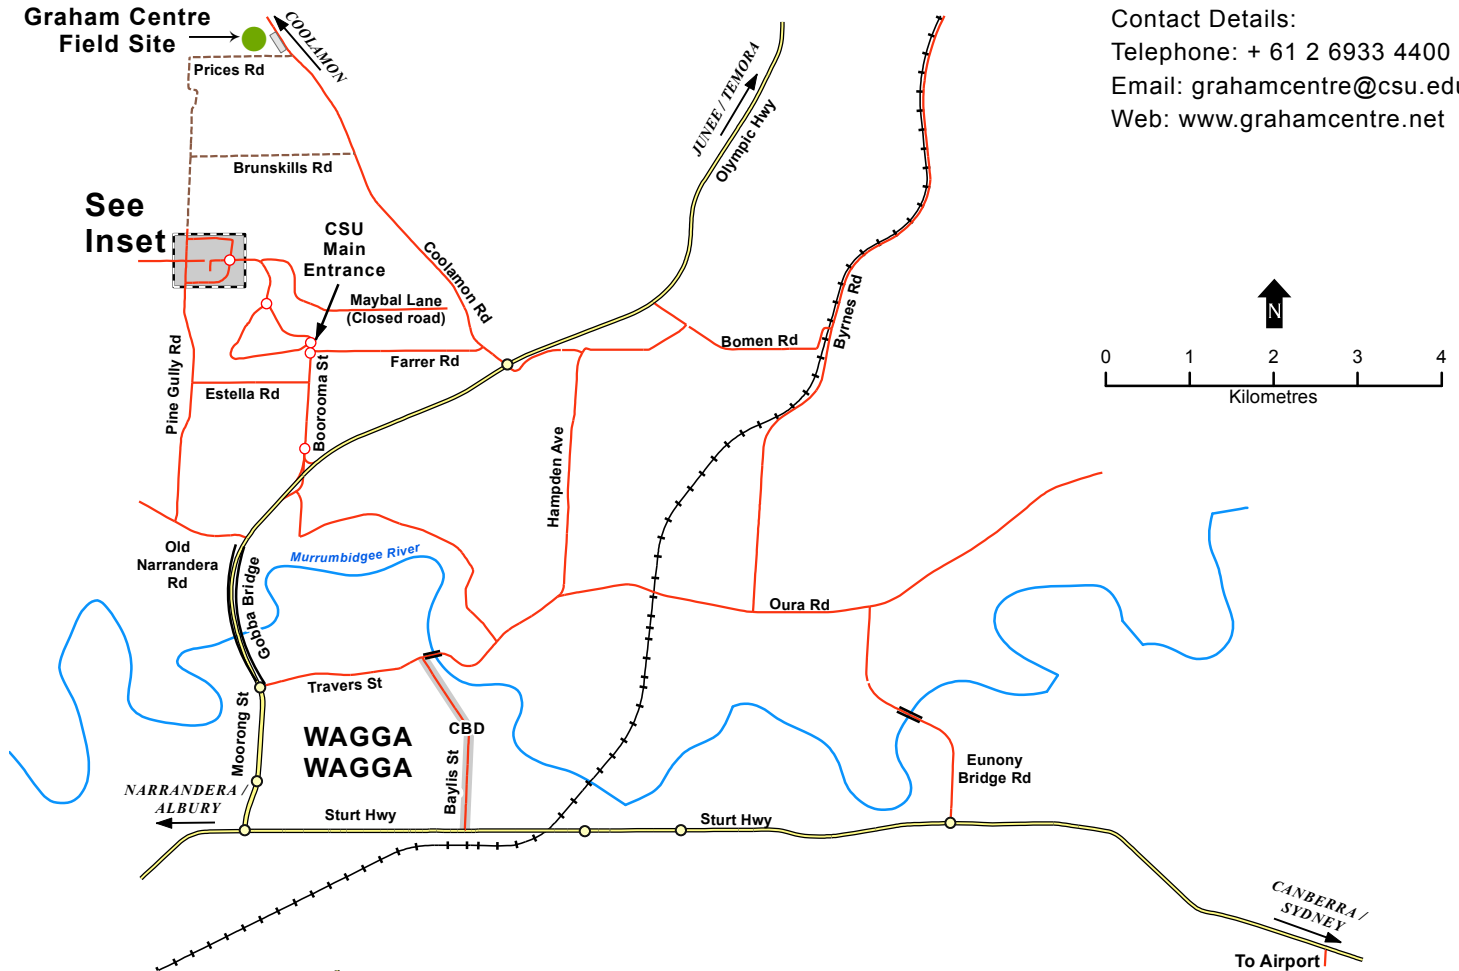 Graham Centre
Field Site
COOLAMON
Prices Rd
Brunskills Rd
See
Inset
CSU
Main
Entrance
Coolamon Rd
Maybal Lane
(Closed road)
Farrer Rd
Pine Gully Rd
Estella Rd
Boorooma St
JUNEE / TEMORA
Olympic Hwy
Bomen Rd
Byrnes Rd
Hampden Ave
Contact Details:
Telephone: + 61 2 6933 4400
Email: grahamcentre@csu.edu
Web: www.grahamcentre.net
N
0 1 2 3 4
Kilometres
Old
Narrandera
Rd
Gobba Bridge
Murrumbidgee River
Oura Rd
Travers St
Moorong St
WAGGA
WAGGA
CBD
Baylis St
Eunony
Bridge Rd
NARRANDERA /
ALBURY
Sturt Hwy
Sturt Hwy
CANBERRA /
SYDNEY
To Airport